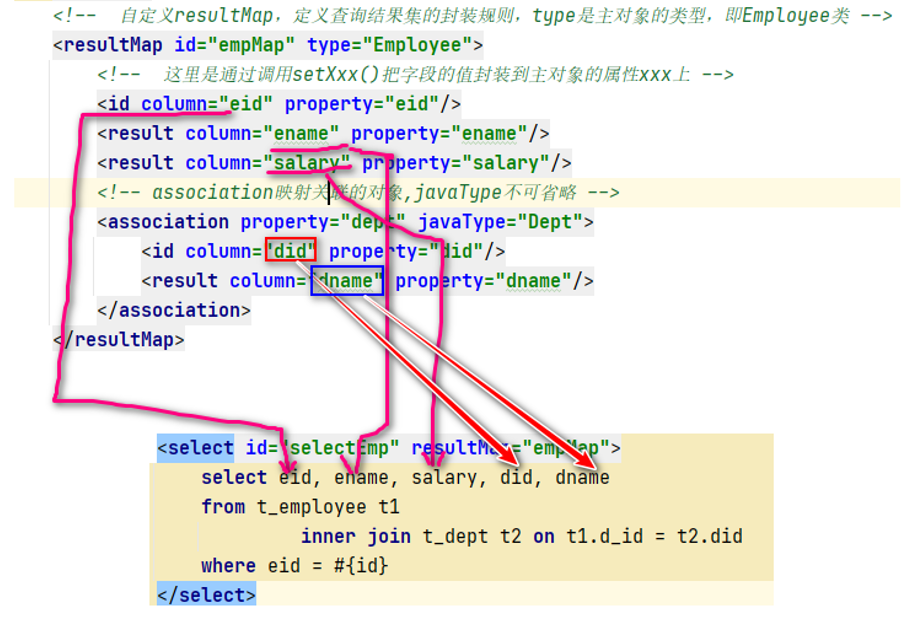 <!-- 自定义resultMap，定义查询结果集的封装规则，type是主对象的类型，即Employee类 -->
<resultMap id="empMap" type="Employee">
<!-- 这里是通过调用setXxx()把字段的值封装到主对象的属性xxx上 -->
<id column="eid" property="eid"/>
<result column="ename" property="ename"/>
<result column="salary" property="salary"/>
<!-- association映射关联的对象,javaType不可省略 -->
<association property="dept" javaType="Dept">
<id column="did" property="did"/>
<result column="dname" property="dname"/>
</association>
</resultMap>
<select id="selectEmp" resultMap="empMap">
select eid, ename, salary, did, dname
from t_employee t1
inner join t_dept t2 on t1.d_id = t2.did
where eid = #{id}
</select>